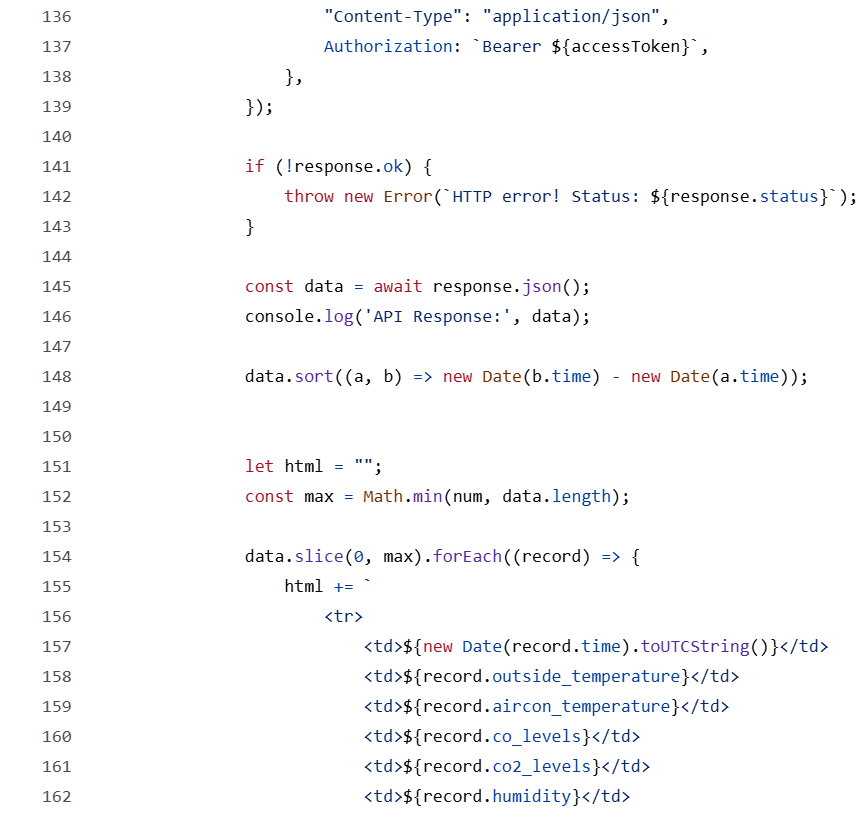 136 "Content-Type": "application/json",
137 Authorization: `Bearer ${accessToken}`,
138 },
139 });
140
141 if (!response.ok) {
142 throw new Error(`HTTP error! Status: ${response.status}`);
143 }
144
145 const data = await response.json();
146 console.log('API Response:', data);
147
148 data.sort((a, b) => new Date(b.time) - new Date(a.time));
149
150
151 let html = "";
152 const max = Math.min(num, data.length);
153
154 data.slice(0, max).forEach((record) => {
155 html += `
156 <tr>
157 <td>${new Date(record.time).toUTCString()}</td>
158 <td>${record.outside_temperature}</td>
159 <td>${record.aircon_temperature}</td>
160 <td>${record.co_levels}</td>
161 <td>${record.co2_levels}</td>
162 <td>${record.humidity}</td>